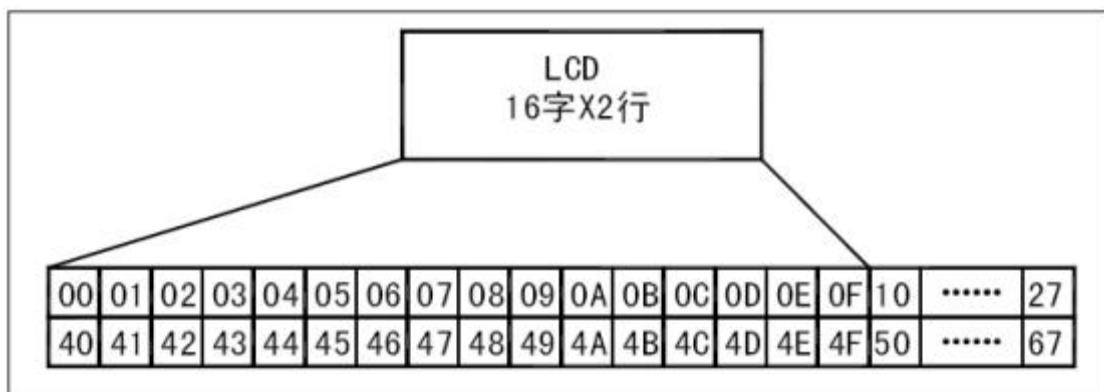 LCD
16字X2行
00 01 02 03 04 05 06 07 08 09 0A 0B 0C 0D 0E 0F 10 ⋯⋯ 27
40 41 42 43 44 45 46 47 48 49 4A 4B 4C 4D 4E 4F 50 ⋯⋯ 67